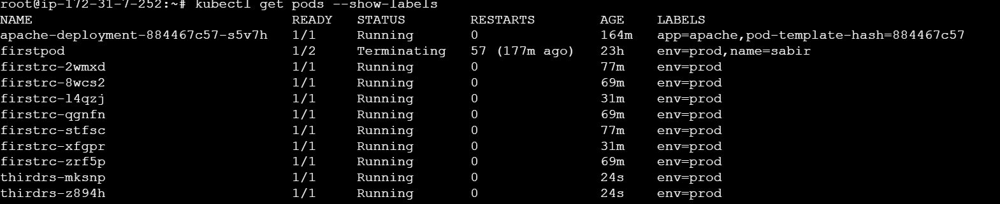 root@ip-172-31-7-252:~# kubectl get pods --show-labels
NAME READY STATUS RESTARTS AGE LABELS
apache-deployment-884467c57-s5v7h 1/1 Running 0 164m app=apache,pod-template-hash=884467c57
firstpod 1/2 Terminating 57 (177m ago) 23h env=prod,name=sabir
firstrc-2wmxd 1/1 Running 0 77m env=prod
firstrc-8wcs2 1/1 Running 0 69m env=prod
firstrc-l4qzj 1/1 Running 0 31m env=prod
firstrc-qgnfn 1/1 Running 0 69m env=prod
firstrc-stfsc 1/1 Running 0 77m env=prod
firstrc-xfgpr 1/1 Running 0 31m env=prod
firstrc-zrf5p 1/1 Running 0 69m env=prod
thirdrs-mksnp 1/1 Running 0 24s env=prod
thirdrs-z894h 1/1 Running 0 24s env=prod